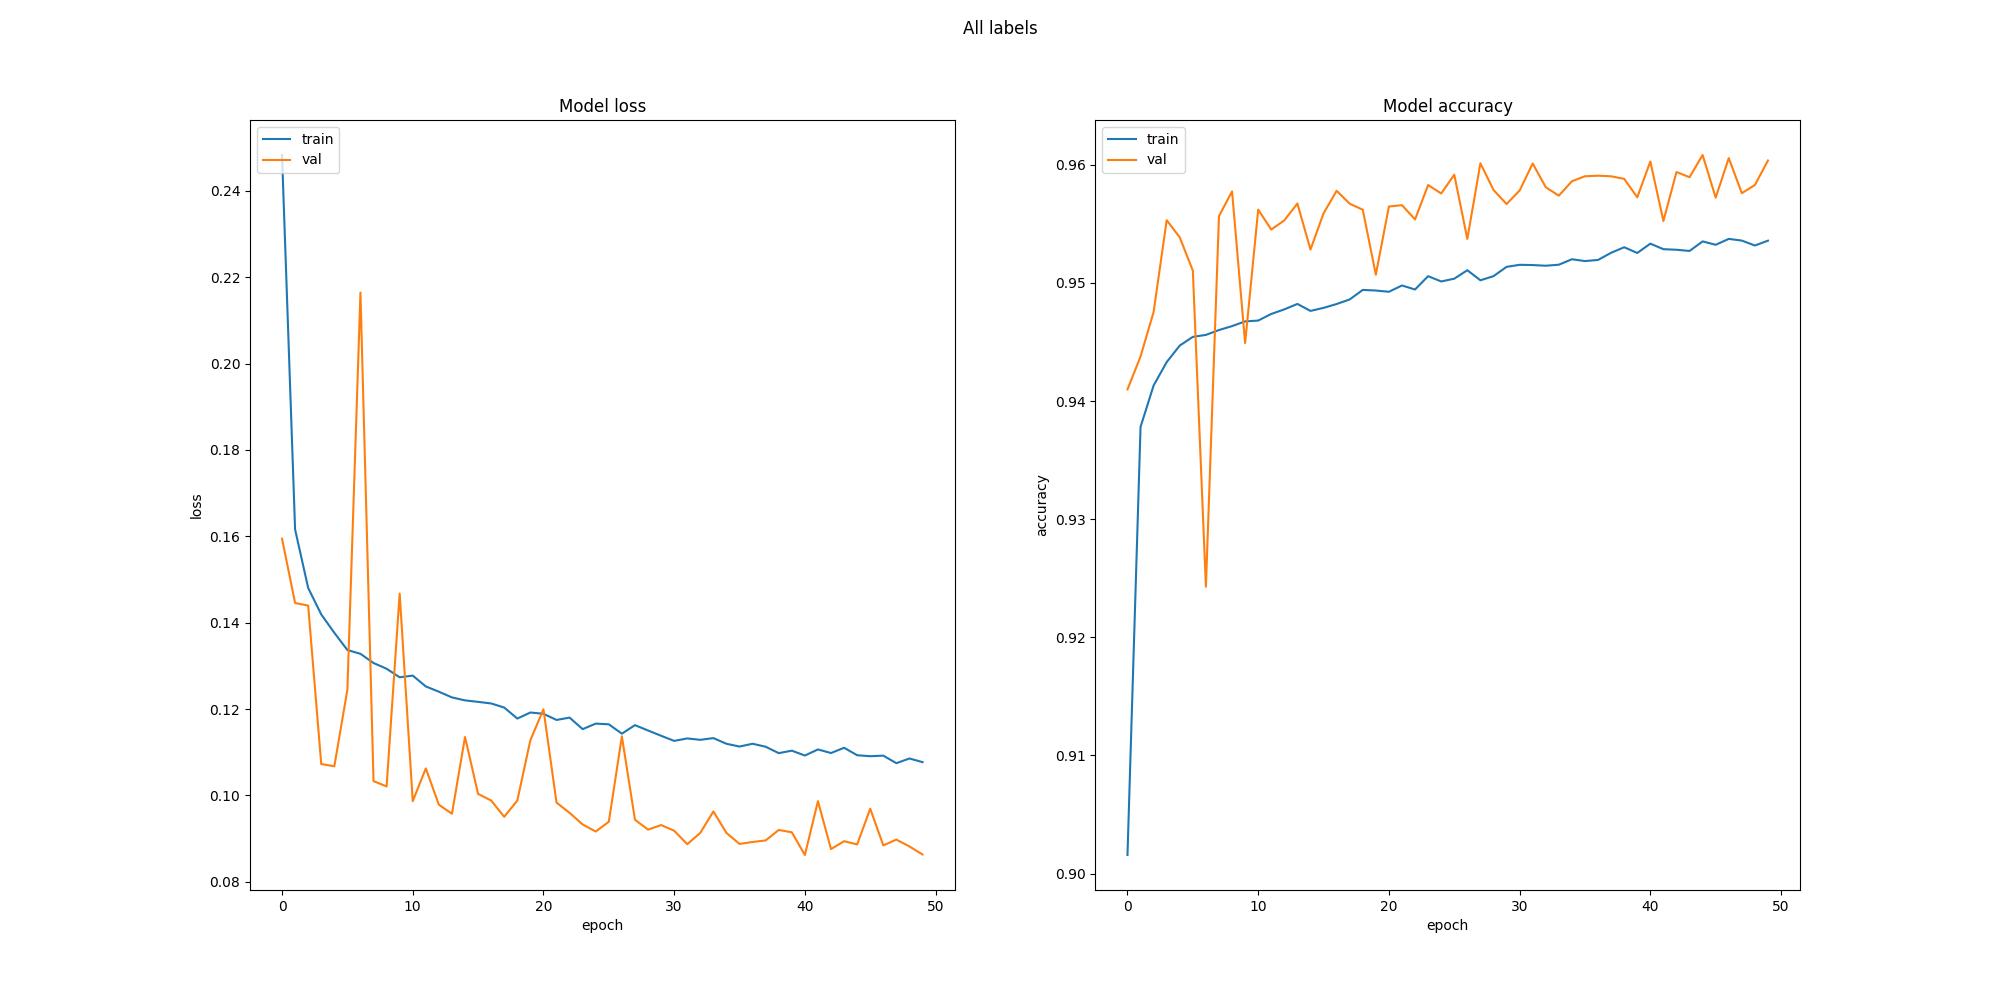 All labels
Model loss
train
val
0.24
0.22
0.20
0.18
0.16
0.14
0.12
0.10
0.08
loss
0 10 20 30 40 50
epoch
Model accuracy
train
val
0.96
0.95
0.94
0.93
0.92
0.91
0.90
accuracy
0 10 20 30 40 50
epoch